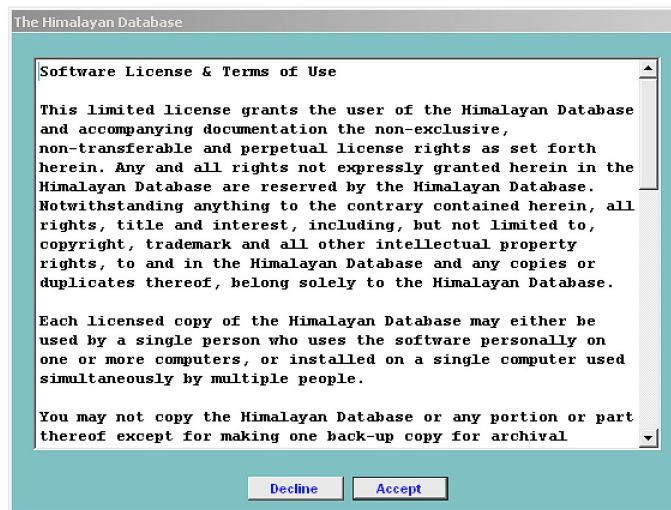 The Himalayan Database
Software License & Terms of Use
This limited license grants the user of the Himalayan Database
and accompanying documentation the non-exclusive,
non-transferable and perpetual license rights as set forth
herein. Any and all rights not expressly granted herein in the
Himalayan Database are reserved by the Himalayan Database.
Notwithstanding anything to the contrary contained herein, all
rights, title and interest, including, but not limited to,
copyright, trademark and all other intellectual property
rights, to and in the Himalayan Database and any copies or
duplicates thereof, belong solely to the Himalayan Database.
Each licensed copy of the Himalayan Database may either be
used by a single person who uses the software personally on
one or more computers, or installed on a single computer used
simultaneously by multiple people.
You may not copy the Himalayan Database or any portion or part
thereof except for making one back-up copy for archival
Decline Accept